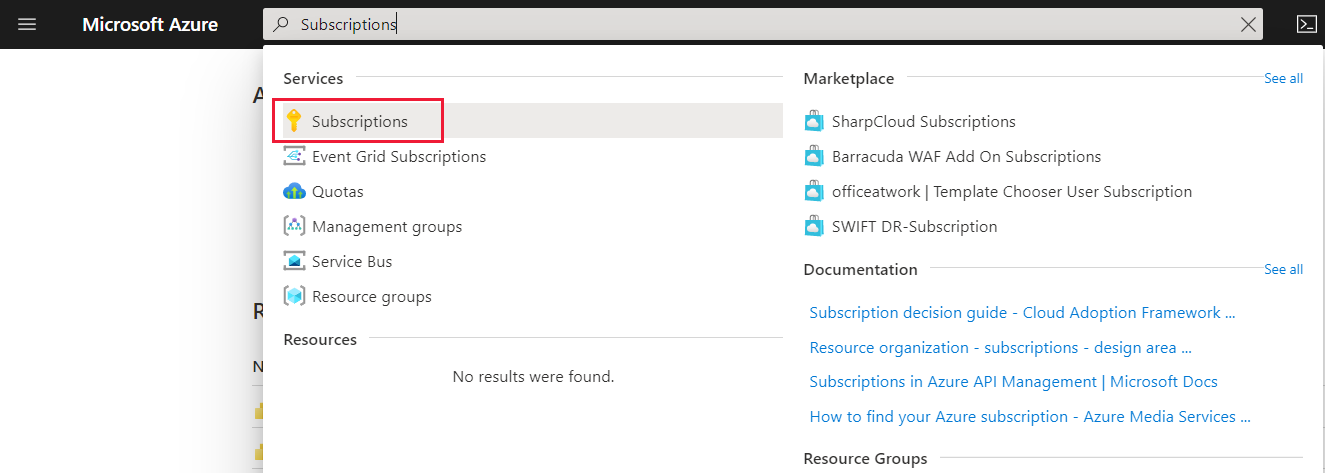 Microsoft Azure
Subscriptions
Services
Subscriptions
Event Grid Subscriptions
Quotas
Management groups
Service Bus
Resource groups
Resources
No results were found.
Marketplace
See all
SharpCloud Subscriptions
Barracuda WAF Add On Subscriptions
officeatwork | Template Chooser User Subscription
SWIFT DR-Subscription
Documentation
See all
Subscription decision guide - Cloud Adoption Framework ...
Resource organization - subscriptions - design area ...
Subscriptions in Azure API Management | Microsoft Docs
How to find your Azure subscription - Azure Media Services ...
Resource Groups